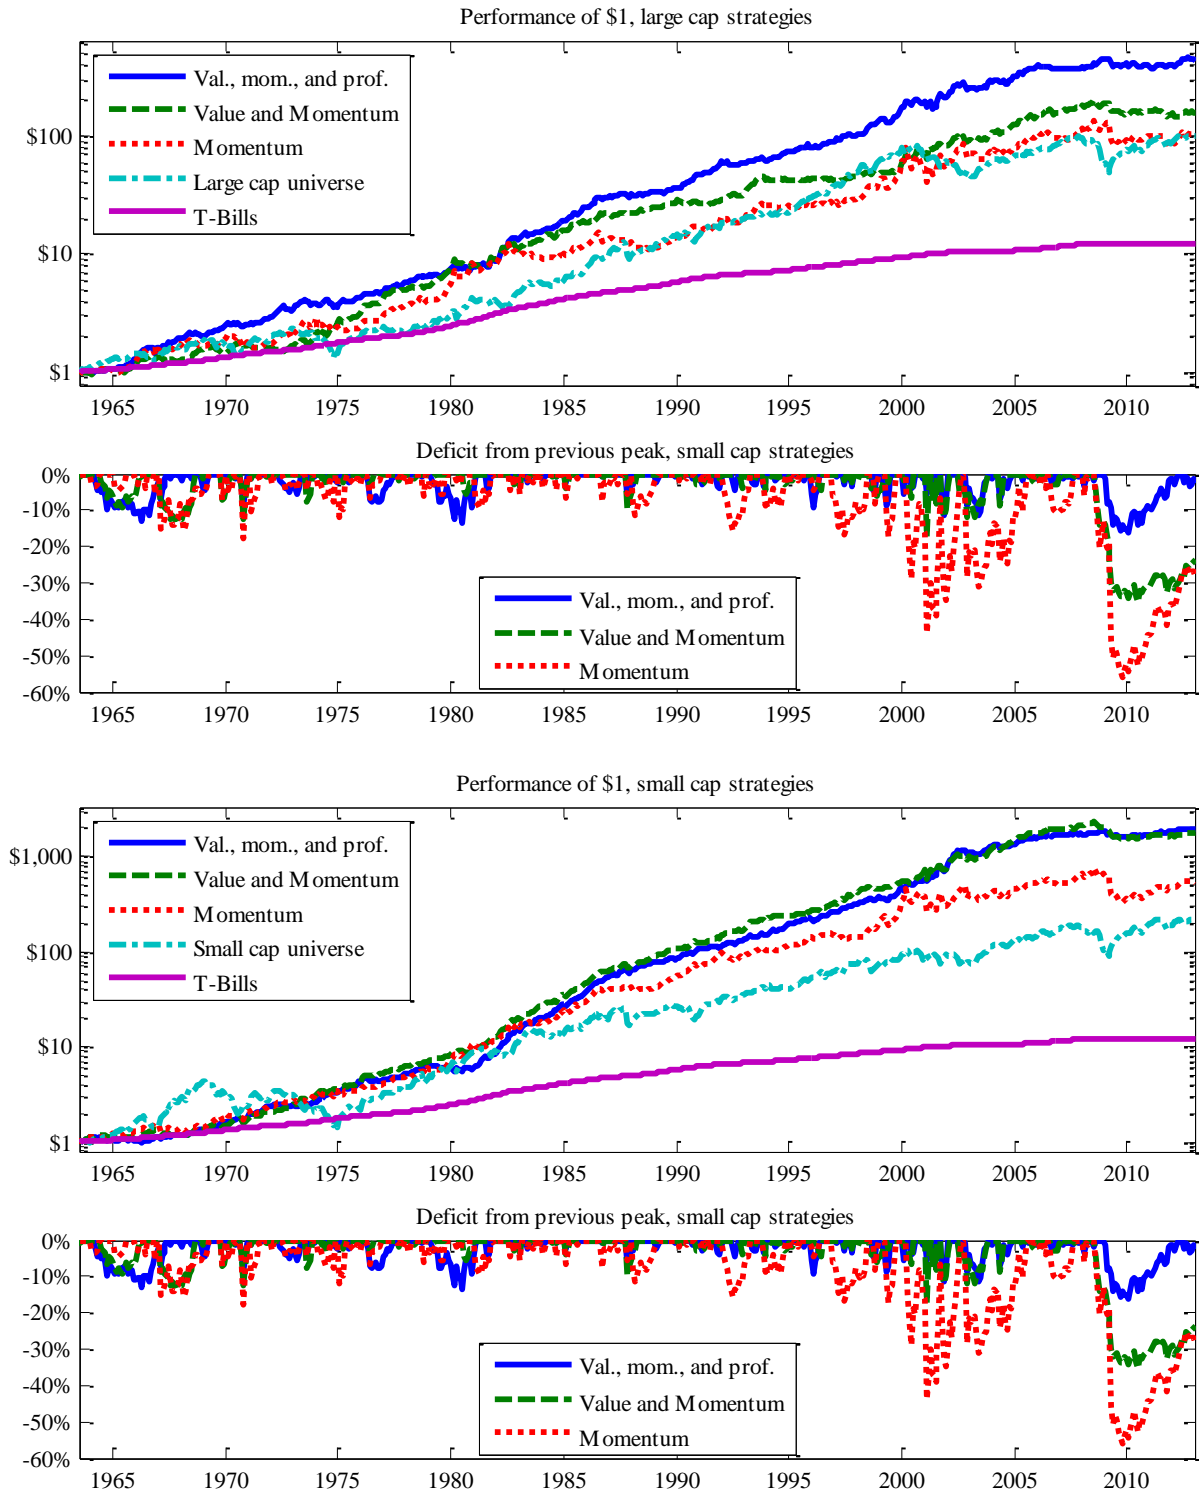 Performance of $1, large cap strategies
Val., mom., and prof.
Value and Momentum
Momentum
Large cap universe
T-Bills
$100
$10
$1
1965 1970 1975 1980 1985 1990 1995 2000 2005 2010
Deficit from previous peak, small cap strategies
0%
-10%
-20%
-30%
-40%
-50%
-60%
Val., mom., and prof.
Value and Momentum
Momentum
1965 1970 1975 1980 1985 1990 1995 2000 2005 2010
Performance of $1, small cap strategies
Val., mom., and prof.
Value and Momentum
Momentum
Small cap universe
T-Bills
$1,000
$100
$10
$1
1965 1970 1975 1980 1985 1990 1995 2000 2005 2010
Deficit from previous peak, small cap strategies
0%
-10%
-20%
-30%
-40%
-50%
-60%
Val., mom., and prof.
Value and Momentum
Momentum
1965 1970 1975 1980 1985 1990 1995 2000 2005 2010